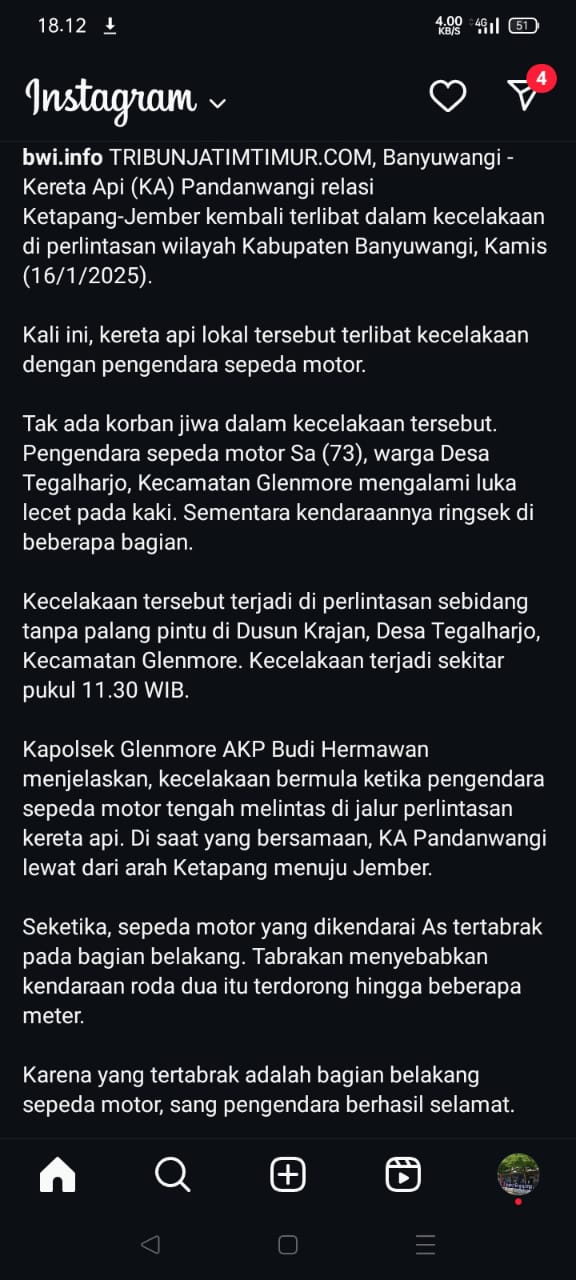 18.12
4.00
KB/S
4G
51
Instagram
4
bwi.info TRIBUNJATIMTIMUR.COM, Banyuwangi -
Kereta Api (KA) Pandanwangi relasi
Ketapang-Jember kembali terlibat dalam kecelakaan
di perlintasan wilayah Kabupaten Banyuwangi, Kamis
(16/1/2025).
Kali ini, kereta api lokal tersebut terlibat kecelakaan
dengan pengendara sepeda motor.
Tak ada korban jiwa dalam kecelakaan tersebut.
Pengendara sepeda motor Sa (73), warga Desa
Tegalharjo, Kecamatan Glenmore mengalami luka
lecet pada kaki. Sementara kendaraannya ringsek di
beberapa bagian.
Kecelakaan tersebut terjadi di perlintasan sebidang
tanpa palang pintu di Dusun Krajan, Desa Tegalharjo,
Kecamatan Glenmore. Kecelakaan terjadi sekitar
pukul 11.30 WIB.
Kapolsek Glenmore AKP Budi Hermawan
menjelaskan, kecelakaan bermula ketika pengendara
sepeda motor tengah melintas di jalur perlintasan
kereta api. Di saat yang bersamaan, KA Pandanwangi
lewat dari arah Ketapang menuju Jember.
Seketika, sepeda motor yang dikendarai As tertabrak
pada bagian belakang. Tabrakan menyebabkan
kendaraan roda dua itu terdorong hingga beberapa
meter.
Karena yang tertabrak adalah bagian belakang
sepeda motor, sang pengendara berhasil selamat.